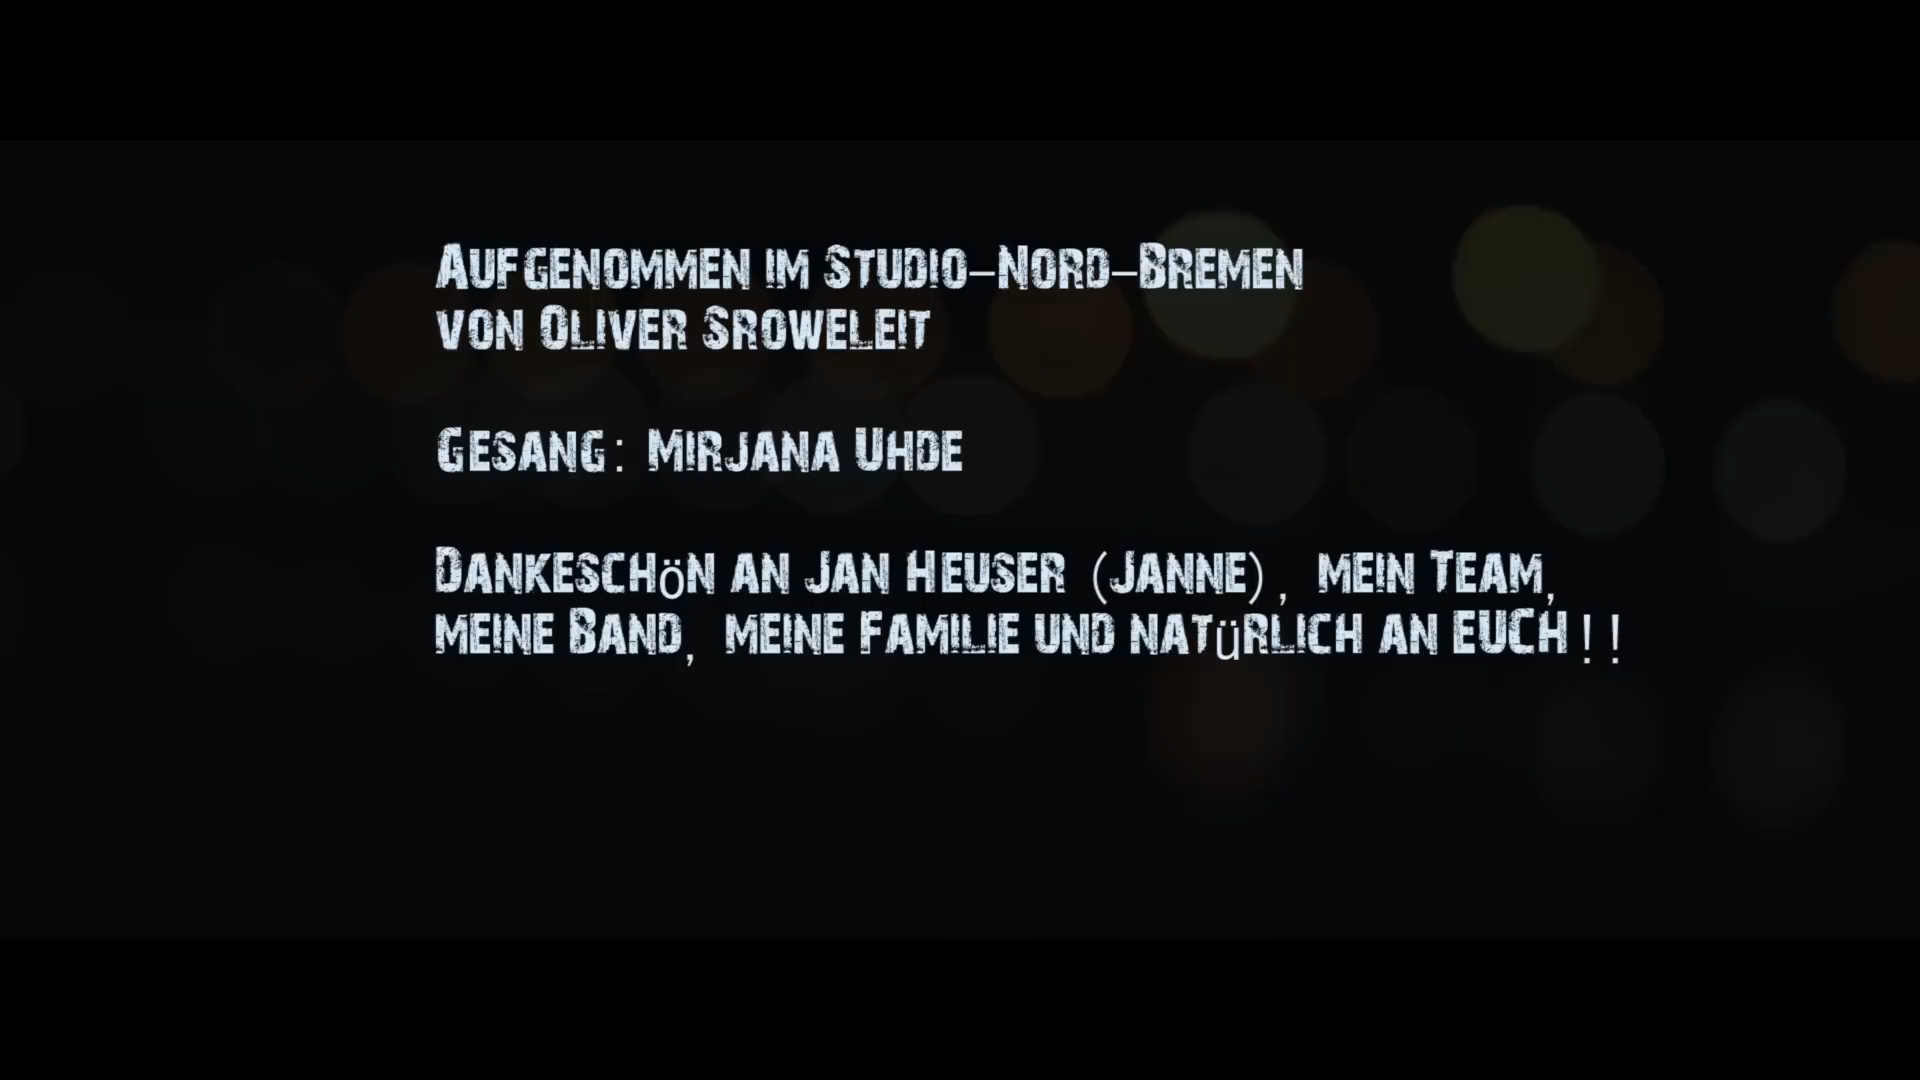 Aufgenommen im Studio-Nord-Bremen
von Oliver Sroweleit
Gesang: Mirjana Uhde
Dankeschön an Jan Heuser (Janne), mein Team,
meine Band, meine Familie und natürlich an EUCH!!